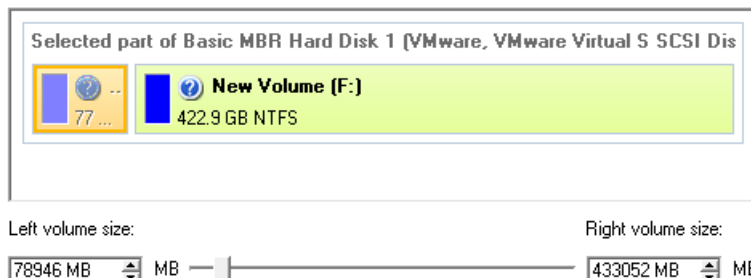 Selected part of Basic MBR Hard Disk 1 (VMware, VMware Virtual S SCSI Dis
? ..
77 ...
? New Volume (F:)
422.9 GB NTFS
Left volume size: Right volume size:
78946 MB MB 433052 MB MB